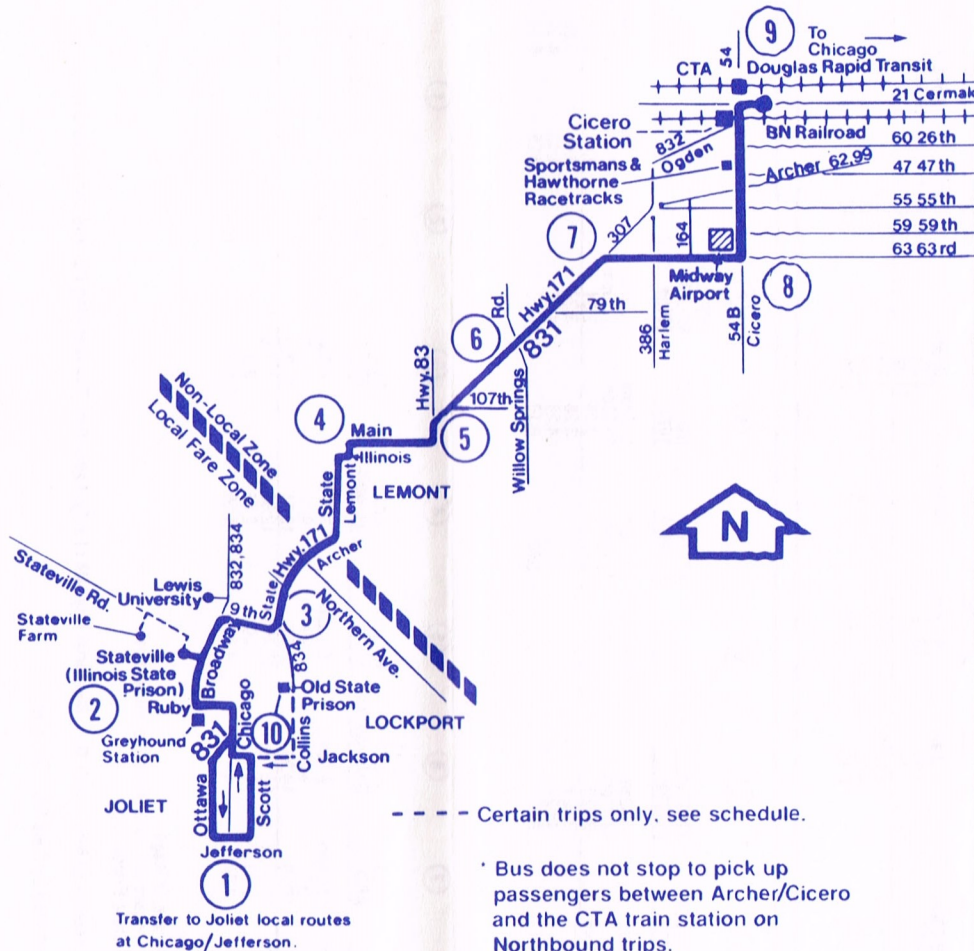 9
To
Chicago
54
CTA
Douglas Rapid Transit
21 Cermak
Cicero
Station
832
Ogden
BN Railroad
60 26th
Sportsmans &
Hawthorne
Racetracks
Archer 62,99
47 47th
55 55th
59 59th
63 63rd
7
307
164
Midway
Airport
8
Hwy.171
831
79th
386
Harlem
54B
Cicero
6
Rd.
Willow Springs
Hwy.83
107th
5
4
Main
Illinois
State
Lemont
LEMONT
N
Non-Local Zone
Local Fare Zone
Hwy.171
Archer
State/
9th
3
Northern Ave.
832,834
Stateville Rd.
Lewis
University
Stateville
Farm
Stateville
(Illinois State
Prison)
Broadway
Ruby
2
834
Old State
Prison
LOCKPORT
Greyhound
Station
831
Chicago
10
Collins
Jackson
JOLIET
Ottawa
Scott
Jefferson
1
Transfer to Joliet local routes
at Chicago/Jefferson.
---- Certain trips only, see schedule.
· Bus does not stop to pick up
passengers between Archer/Cicero
and the CTA train station on
Northbound trips.